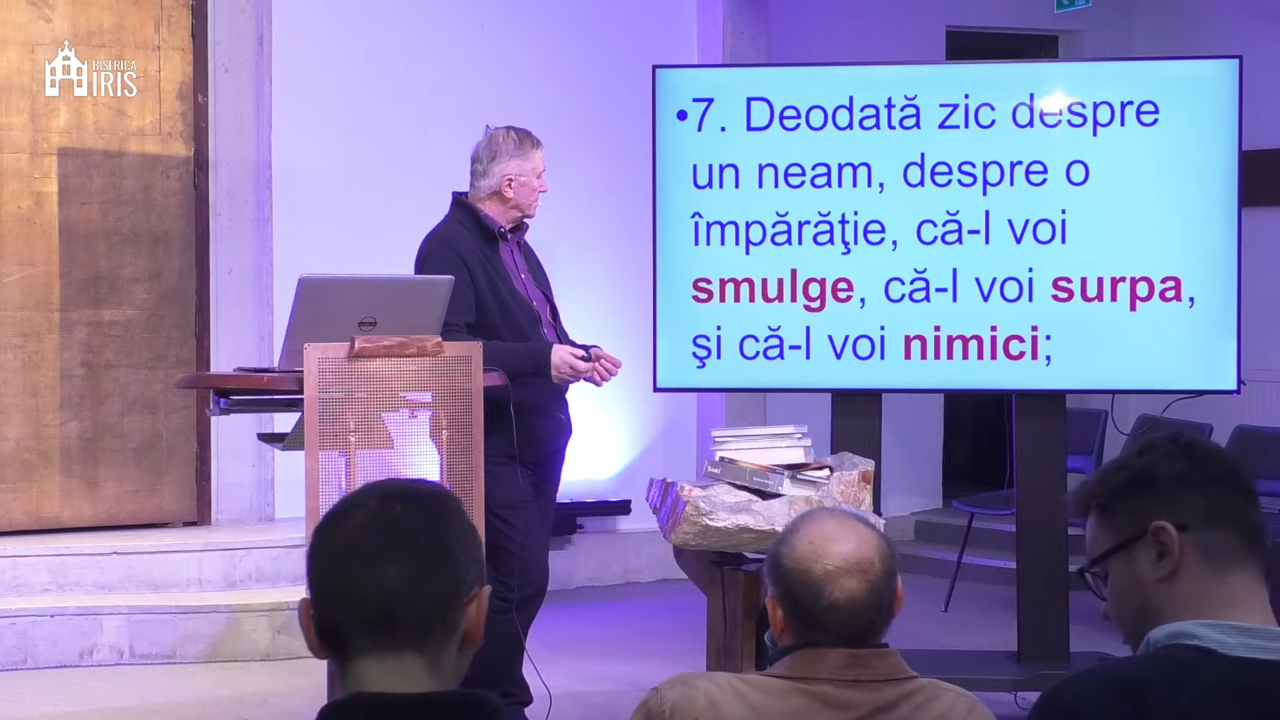 BISERICA
IRIS
•7. Deodată zic despre
un neam, despre o
împărăţie, că-l voi
smulge, că-l voi surpa,
şi că-l voi nimici;